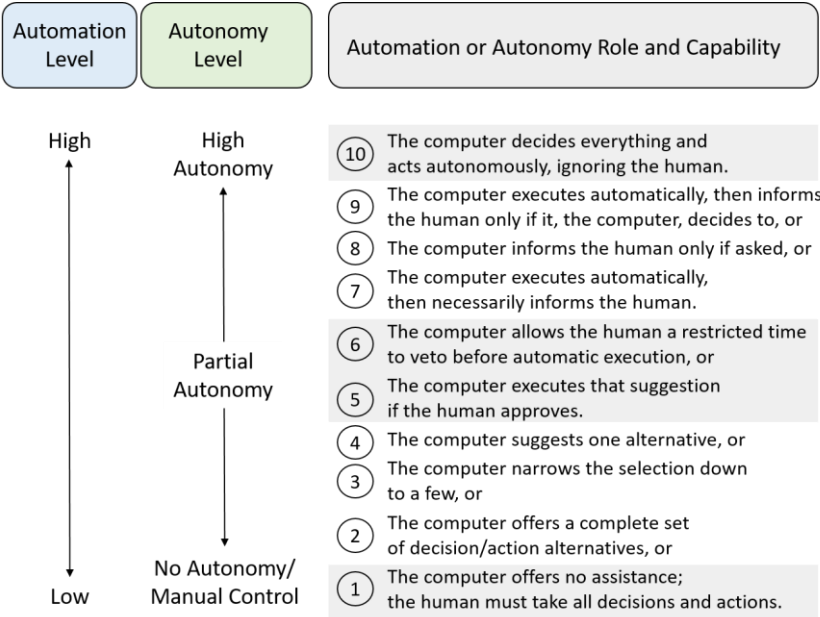 Automation
Level
Autonomy
Level
Automation or Autonomy Role and Capability
High
High
Autonomy
Partial
Autonomy
No Autonomy/
Manual Control
Low
10
The computer decides everything and
acts autonomously, ignoring the human.
9
The computer executes automatically, then informs
the human only if it, the computer, decides to, or
8
The computer informs the human only if asked, or
7
The computer executes automatically,
then necessarily informs the human.
6
The computer allows the human a restricted time
to veto before automatic execution, or
5
The computer executes that suggestion
if the human approves.
4
The computer suggests one alternative, or
3
The computer narrows the selection down
to a few, or
2
The computer offers a complete set
of decision/action alternatives, or
1
The computer offers no assistance;
the human must take all decisions and actions.